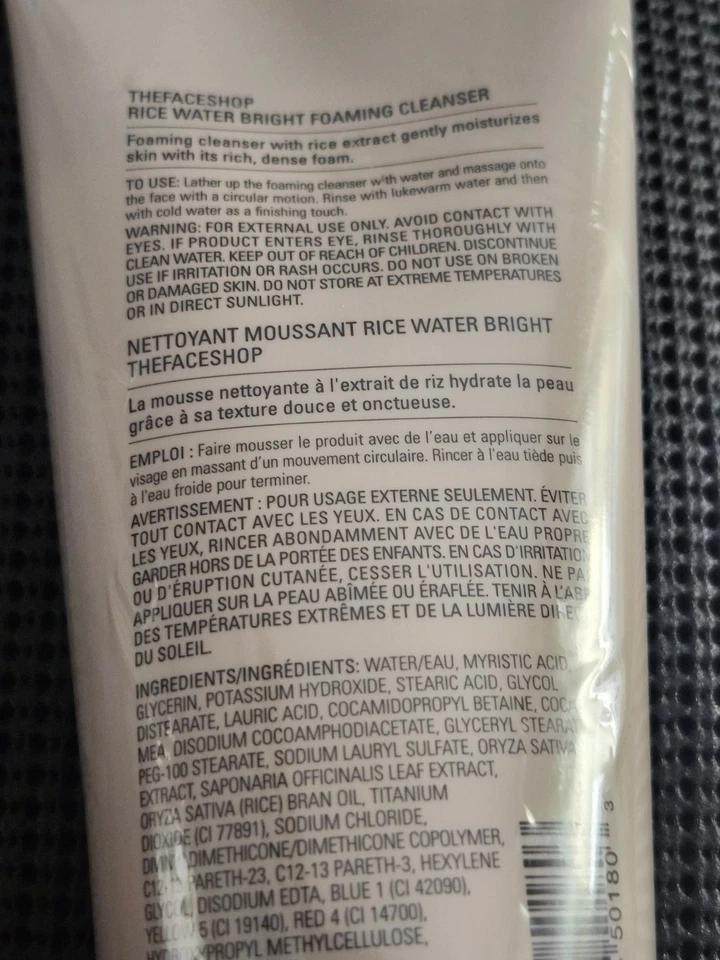 THEFACESHOP
RICE WATER BRIGHT FOAMING CLEANSER
Foaming cleanser with rice extract gently moisturizes
skin with its rich, dense foam.
TO USE: Lather up the foaming cleanser with water and massage onto
the face with a circular motion. Rinse with lukewarm water and then
with cold water as a finishing touch.
WARNING: FOR EXTERNAL USE ONLY. AVOID CONTACT WITH
EYES. IF PRODUCT ENTERS EYE, RINSE THOROUGHLY WITH
CLEAN WATER. KEEP OUT OF REACH OF CHILDREN. DISCONTINUE
USE IF IRRITATION OR RASH OCCURS. DO NOT USE ON BROKEN
OR DAMAGED SKIN. DO NOT STORE AT EXTREME TEMPERATURES
OR IN DIRECT SUNLIGHT.
NETTOYANT MOUSSANT RICE WATER BRIGHT
THEFACESHOP
La mousse nettoyante à l'extrait de riz hydrate la peau
grâce à sa texture douce et onctueuse.
EMPLOI : Faire mousser le produit avec de l'eau et appliquer sur le
visage en massant d'un mouvement circulaire. Rincer à l'eau tiède puis
à l'eau froide pour terminer.
AVERTISSEMENT : POUR USAGE EXTERNE SEULEMENT. ÉVITER
TOUT CONTACT AVEC LES YEUX. EN CAS DE CONTACT AVEC
LES YEUX, RINCER ABONDAMMENT AVEC DE L'EAU PROPRE
GARDER HORS DE LA PORTÉE DES ENFANTS. EN CAS D'IRRITATION
OU D'ÉRUPTION CUTANÉE, CESSER L'UTILISATION. NE PA
APPLIQUER SUR LA PEAU ABÎMÉE OU ÉRAFLÉE. TENIR À L'AB
DES TEMPÉRATURES EXTRÊMES ET DE LA LUMIÈRE DIREC
DU SOLEIL.
INGREDIENTS/INGRÉDIENTS: WATER/EAU, MYRISTIC ACID,
GLYCERIN, POTASSIUM HYDROXIDE, STEARIC ACID, GLYCOL
DISTEARATE, LAURIC ACID, COCAMIDOPROPYL BETAINE, COCA
MEA, DISODIUM COCOAMPHODIACETATE, GLYCERYL STEARAT
PEG-100 STEARATE, SODIUM LAURYL SULFATE, ORYZA SATIVA
EXTRACT, SAPONARIA OFFICINALIS LEAF EXTRACT,
ORYZA SATIVA (RICE) BRAN OIL, TITANIUM
DIOXIDE (CI 77891), SODIUM CHLORIDE,
DIMETHICONE/DIMETHICONE COPOLYMER,
PARETH-23, C12-13 PARETH-3, HEXYLENE
GLYCOL, DISODIUM EDTA, BLUE 1 (CI 42090),
YELLOW 5 (CI 19140), RED 4 (CI 14700),
HYDROXYPROPYL METHYLCELLULOSE,
50180 3